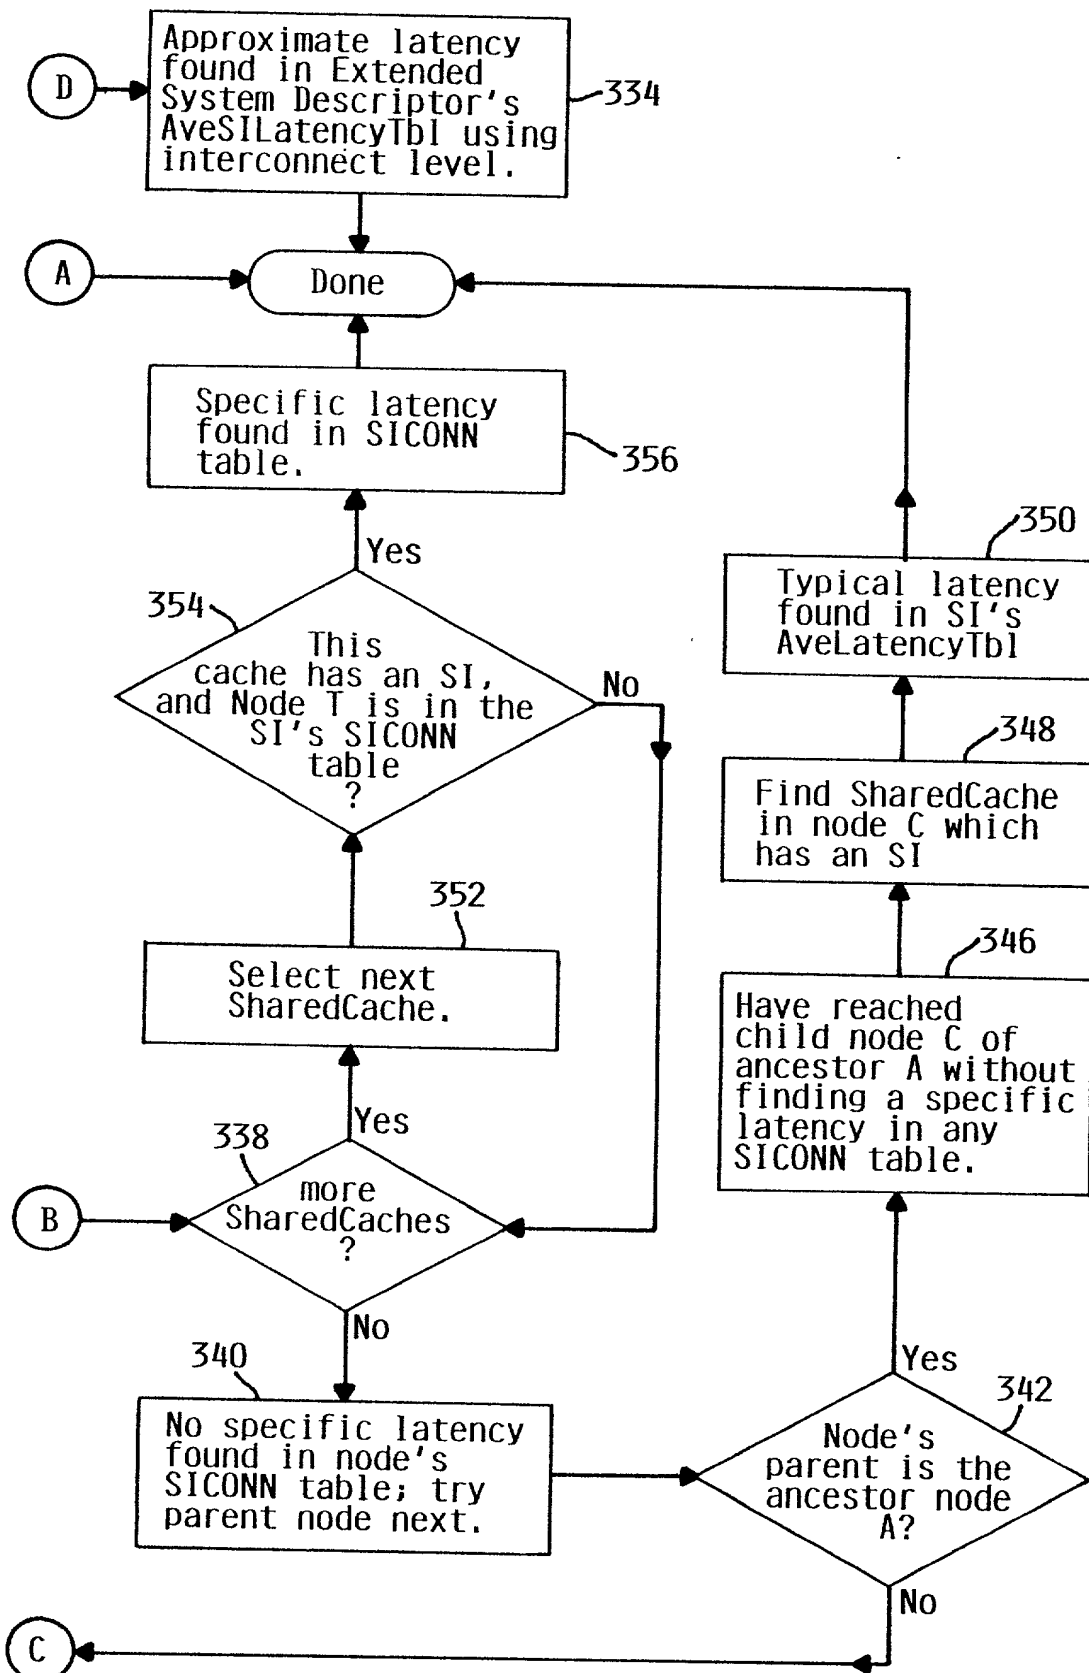 D
Approximate latency
found in Extended
System Descriptor's
AveSILatencyTbl using
interconnect level.
334
A
Done
Specific latency
found in SICONN
table.
356
Yes
350
Typical latency
found in SI's
AveLatencyTbl
354
This
cache has an SI,
and Node T is in the
SI's SICONN
table
?
No
348
Find SharedCache
in node C which
has an SI
352
Select next
SharedCache.
346
Have reached
child node C of
ancestor A without
finding a specific
latency in any
SICONN table.
Yes
338
B
more
SharedCaches
?
No
340
No specific latency
found in node's
SICONN table; try
parent node next.
Yes
342
Node's
parent is the
ancestor node
A?
No
C